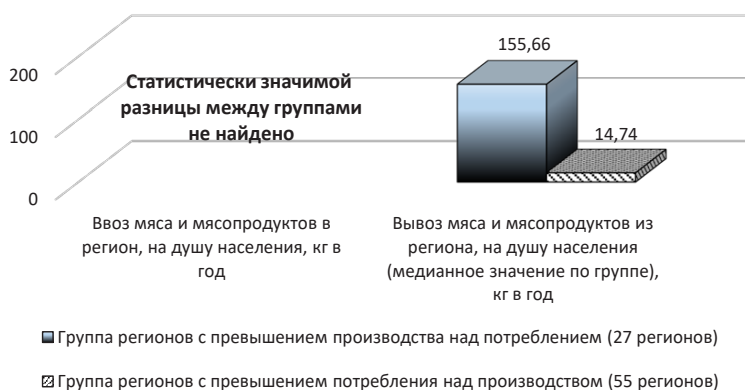 155,66
200
Статистически значимой
разницы между группами
не найдено
100
14,74
0
Ввоз мяса и мясопродуктов в
регион, на душу населения, кг в
год
Вывоз мяса и мясопродуктов из
региона, на душу населения
(медианное значение по группе),
кг в год
Группа регионов с превышением производства над потреблением (27 регионов)
Группа регионов с превышением потребления над производством (55 регионов)